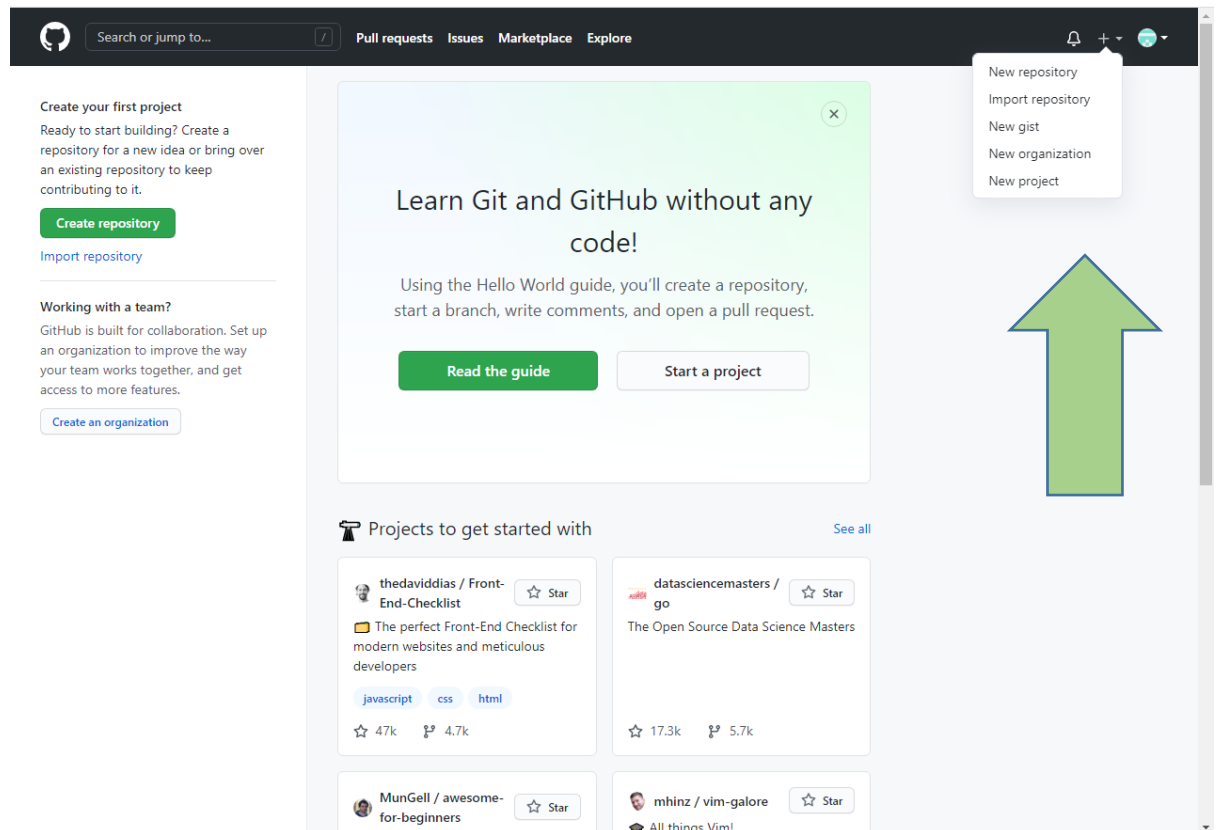 Search or jump to...
/
Pull requests
Issues
Marketplace
Explore
New repository
Import repository
New gist
New organization
New project
Create your first project
Ready to start building? Create a
repository for a new idea or bring over
an existing repository to keep
contributing to it.
Create repository
Import repository
Working with a team?
GitHub is built for collaboration. Set up
an organization to improve the way
your team works together, and get
access to more features.
Create an organization
Learn Git and GitHub without any
code!
Using the Hello World guide, you'll create a repository,
start a branch, write comments, and open a pull request.
Read the guide
Start a project
Projects to get started with
See all
thedaviddias / Front-
End-Checklist
Star
The perfect Front-End Checklist for
modern websites and meticulous
developers
javascript
css
html
47k
4.7k
datasciencemasters /
go
Star
The Open Source Data Science Masters
17.3k
5.7k
MunGell / awesome-
for-beginners
Star
mhinz / vim-galore
Star
All things Vim!